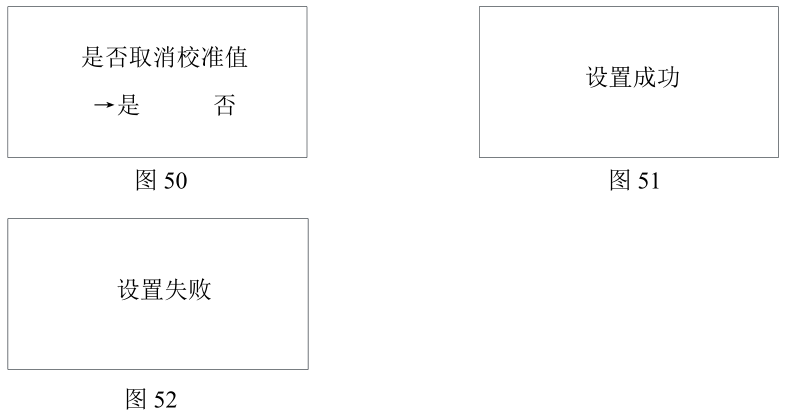 是否取消校准值
→是 否
图 50
设置成功
图 51
设置失败
图 52